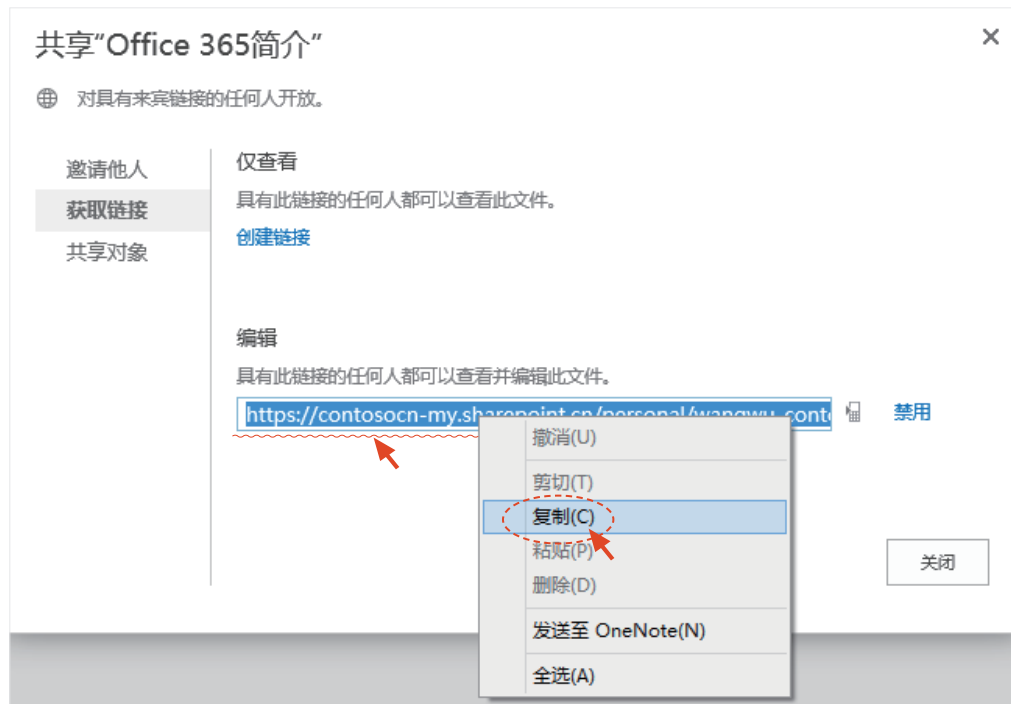 共享“Office 365简介”
对具有来宾链接的任何人开放。
邀请他人
获取链接
共享对象
仅查看
具有此链接的任何人都可以查看此文件。
创建链接
编辑
具有此链接的任何人都可以查看并编辑此文件。
https://contosocn-my.sharepoint.cn/personal/wangwu_conto
禁用
撤消(U)
剪切(T)
复制(C)
粘贴(P)
删除(D)
发送至 OneNote(N)
全选(A)
关闭